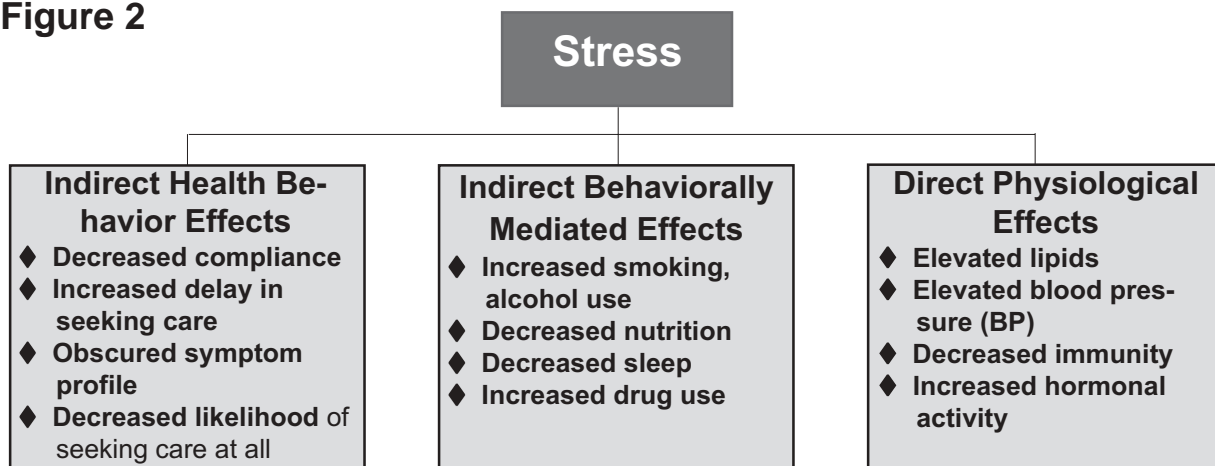 Figure 2
Stress
Indirect Health Be-
havior Effects
♦ Decreased compliance
♦ Increased delay in
seeking care
♦ Obscured symptom
profile
♦ Decreased likelihood of
seeking care at all
Indirect Behaviorally
Mediated Effects
♦ Increased smoking,
alcohol use
♦ Decreased nutrition
♦ Decreased sleep
♦ Increased drug use
Direct Physiological
Effects
♦ Elevated lipids
♦ Elevated blood pres-
sure (BP)
♦ Decreased immunity
♦ Increased hormonal
activity